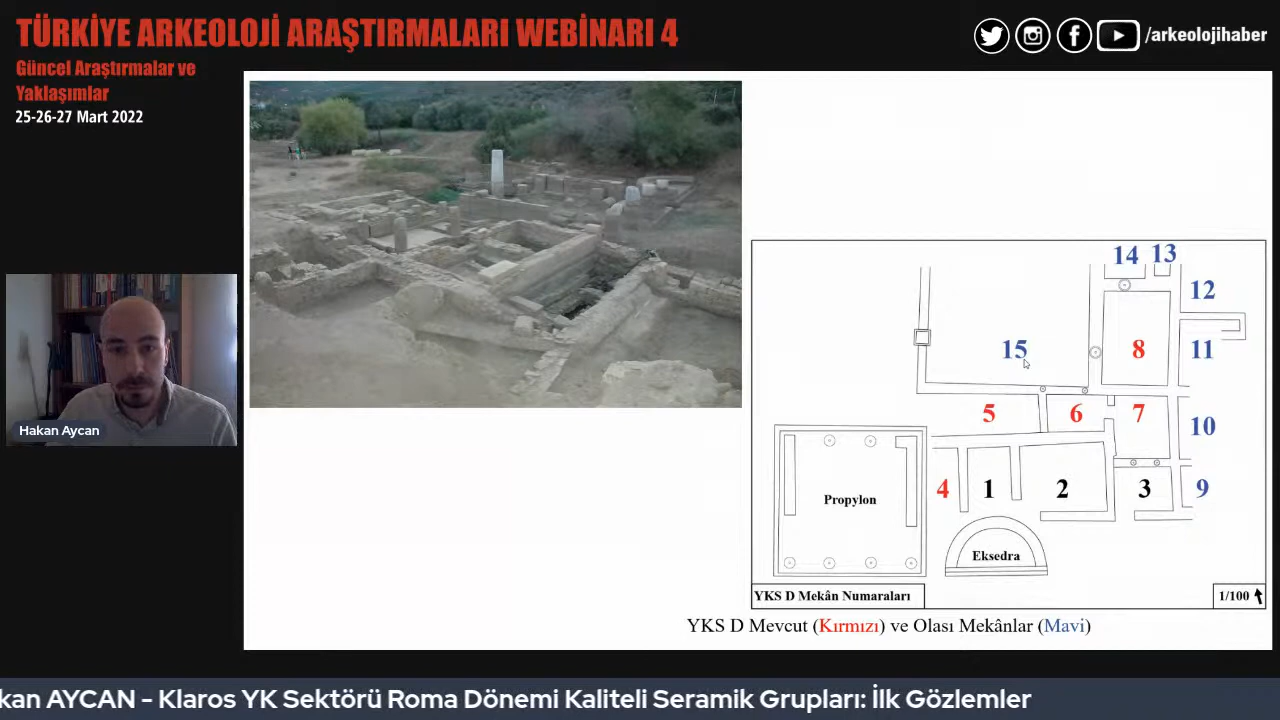 TÜRKİYE ARKEOLOJİ ARAŞTIRMALARI WEBİNARI 4
Güncel Araştırmalar ve
Yaklaşımlar
25-26-27 Mart 2022
/arkeolojihaber
Hakan Aycan
14 13
12
15 8 11
5 6 7
10
4 1 2 3 9
Propylon
Eksedra
YKS D Mekân Numaraları
1/100
YKS D Mevcut (Kırmızı) ve Olası Mekânlar (Mavi)
kan AYCAN - Klaros YK Sektörü Roma Dönemi Kaliteli Seramik Grupları: İlk Gözlemler